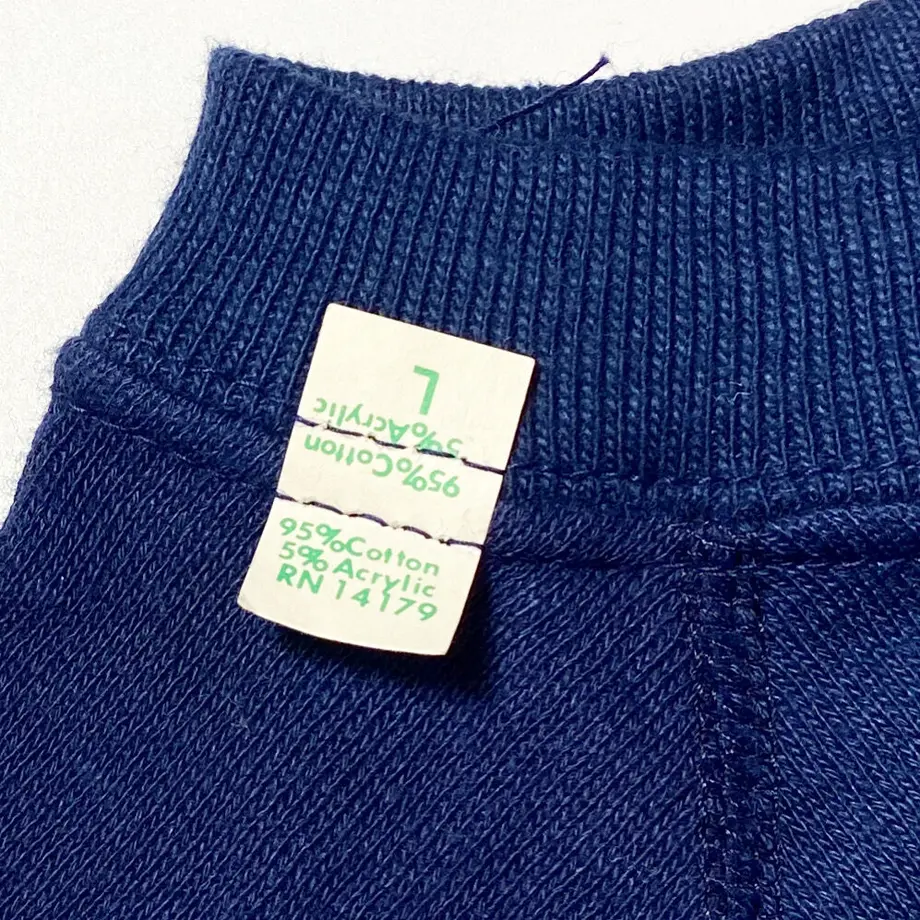 L
5% Acrylic
95% Cotton
95% Cotton
5% Acrylic
RN 14179